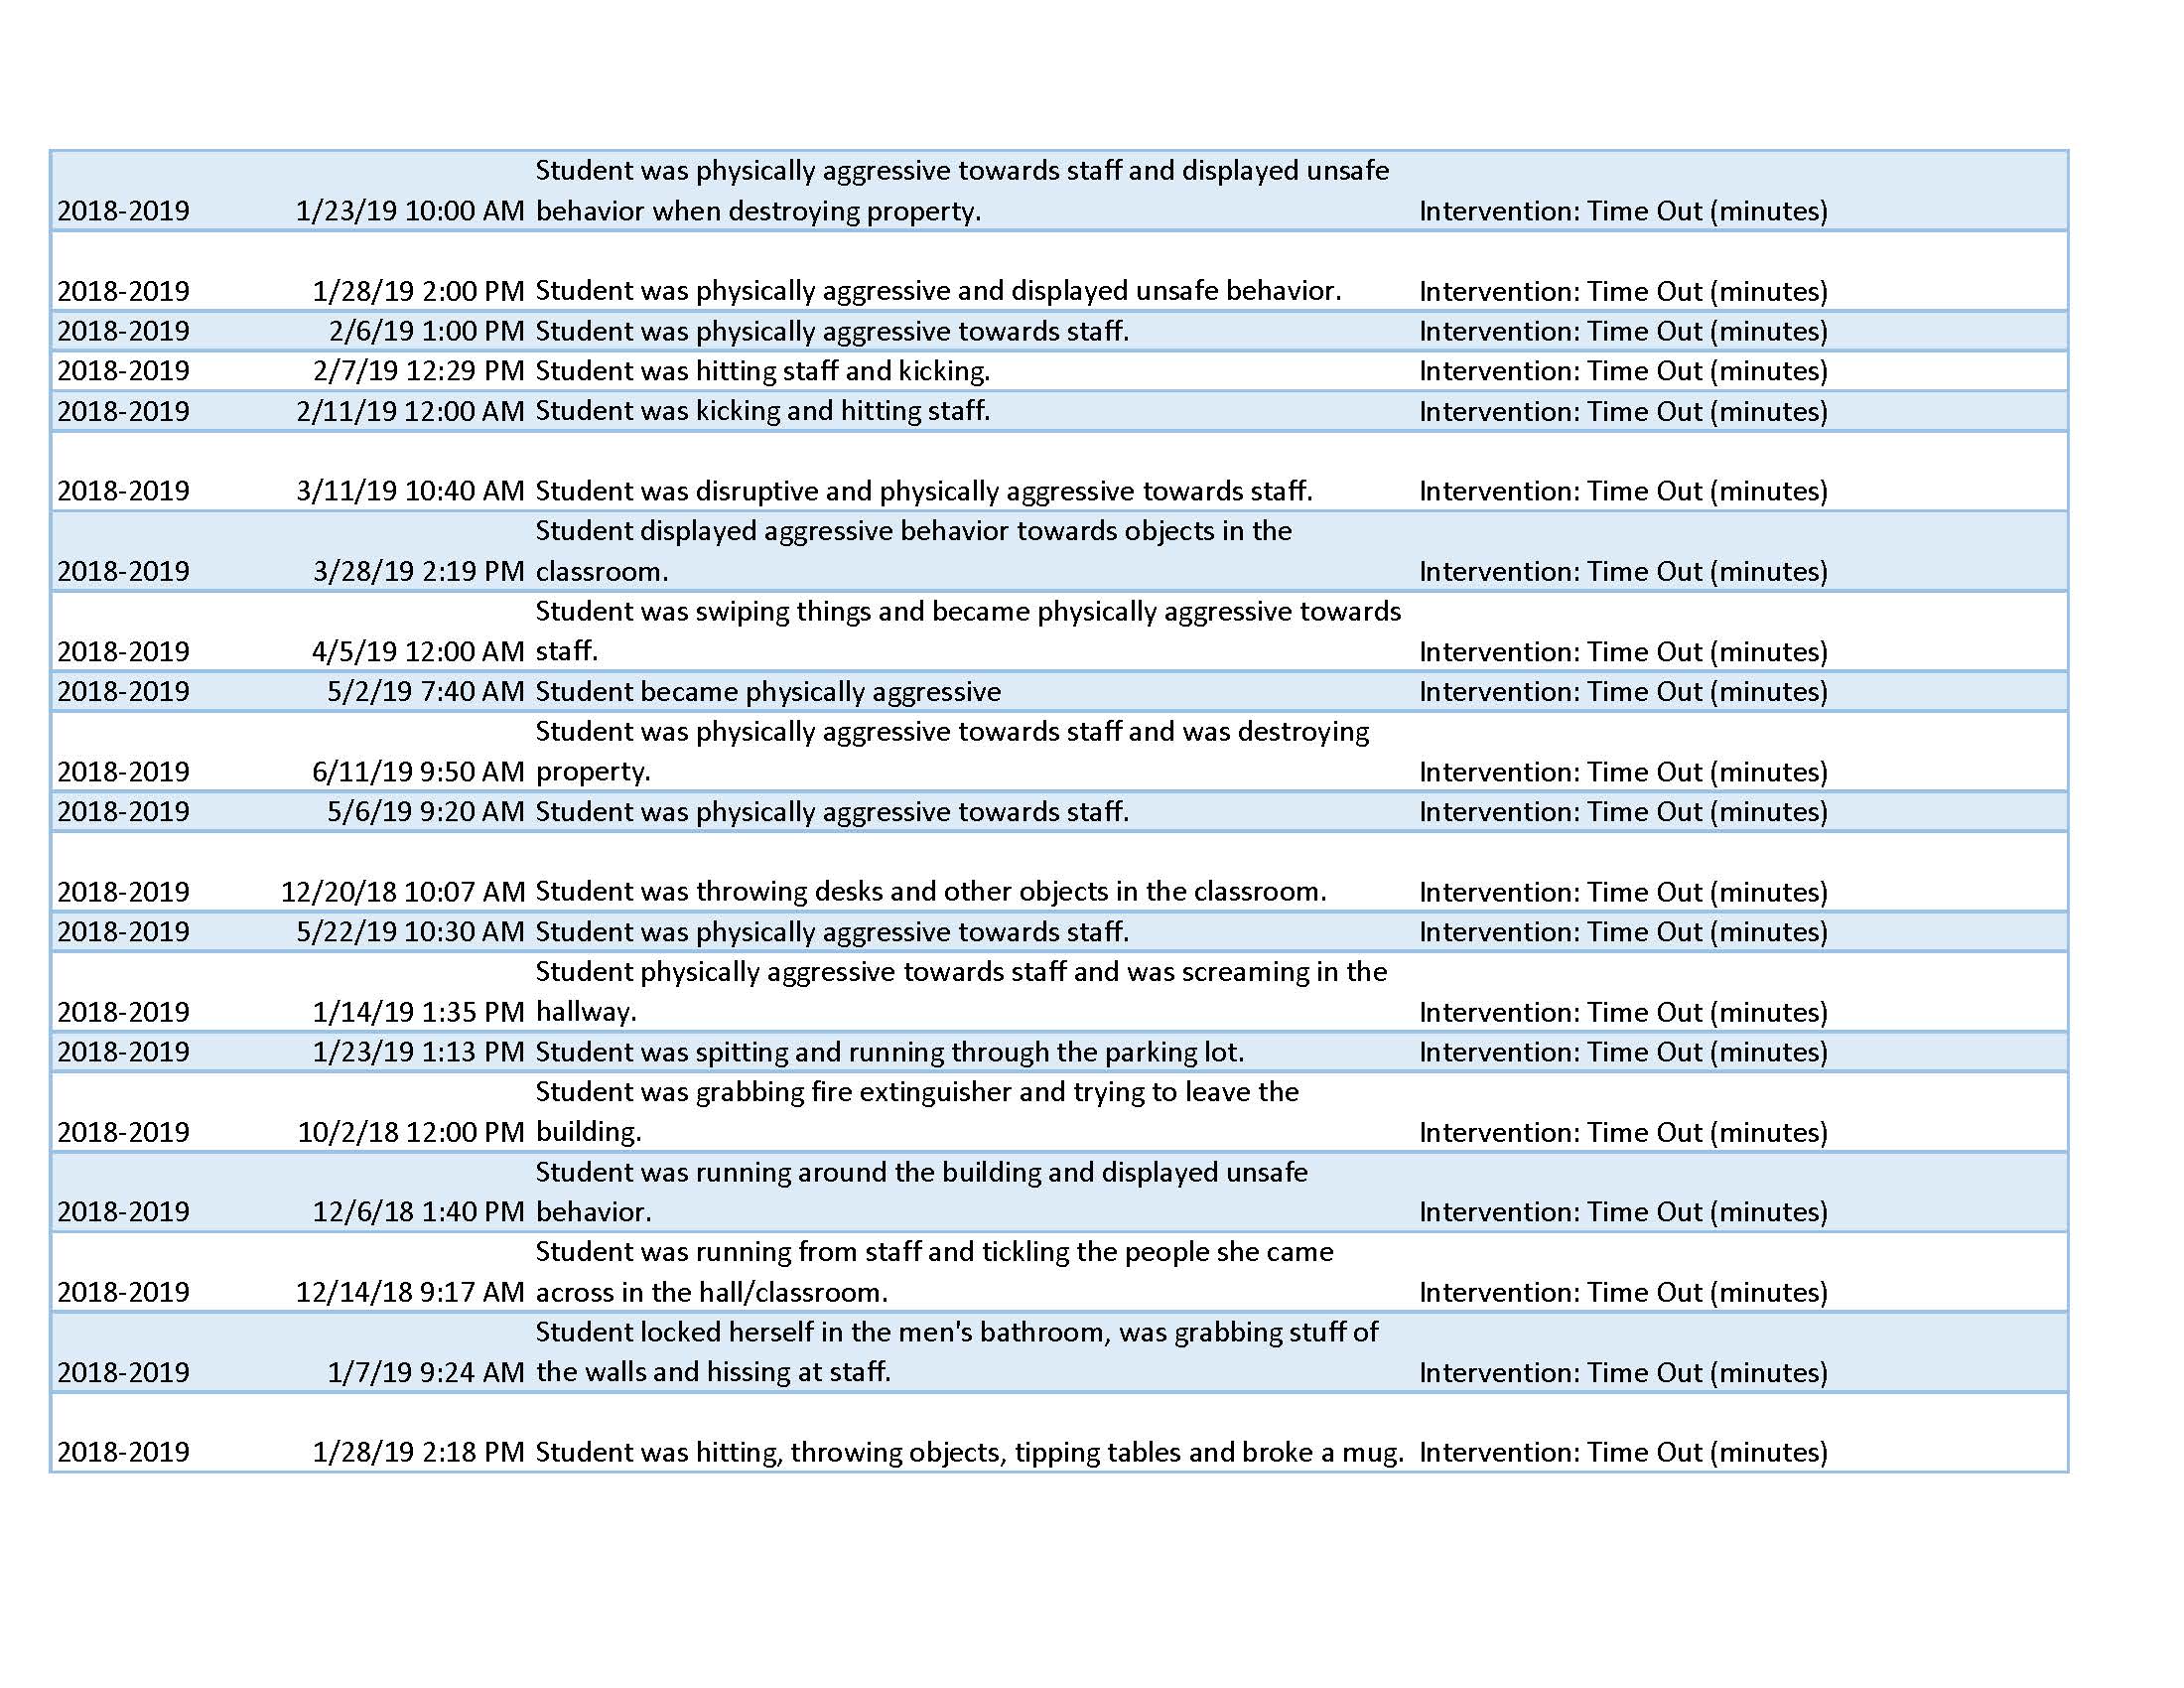 Student was physically aggressive towards staff and displayed unsafe
2018-2019 1/23/19 10:00 AM behavior when destroying property. Intervention: Time Out (minutes)
2018-2019 1/28/19 2:00 PM Student was physically aggressive and displayed unsafe behavior. Intervention: Time Out (minutes)
2018-2019 2/6/19 1:00 PM Student was physically aggressive towards staff. Intervention: Time Out (minutes)
2018-2019 2/7/19 12:29 PM Student was hitting staff and kicking. Intervention: Time Out (minutes)
2018-2019 2/11/19 12:00 AM Student was kicking and hitting staff. Intervention: Time Out (minutes)
2018-2019 3/11/19 10:40 AM Student was disruptive and physically aggressive towards staff. Intervention: Time Out (minutes)
Student displayed aggressive behavior towards objects in the
2018-2019 3/28/19 2:19 PM classroom. Intervention: Time Out (minutes)
Student was swiping things and became physically aggressive towards
2018-2019 4/5/19 12:00 AM staff. Intervention: Time Out (minutes)
2018-2019 5/2/19 7:40 AM Student became physically aggressive Intervention: Time Out (minutes)
Student was physically aggressive towards staff and was destroying
2018-2019 6/11/19 9:50 AM property. Intervention: Time Out (minutes)
2018-2019 5/6/19 9:20 AM Student was physically aggressive towards staff. Intervention: Time Out (minutes)
2018-2019 12/20/18 10:07 AM Student was throwing desks and other objects in the classroom. Intervention: Time Out (minutes)
2018-2019 5/22/19 10:30 AM Student was physically aggressive towards staff. Intervention: Time Out (minutes)
Student physically aggressive towards staff and was screaming in the
2018-2019 1/14/19 1:35 PM hallway. Intervention: Time Out (minutes)
2018-2019 1/23/19 1:13 PM Student was spitting and running through the parking lot. Intervention: Time Out (minutes)
Student was grabbing fire extinguisher and trying to leave the
2018-2019 10/2/18 12:00 PM building. Intervention: Time Out (minutes)
Student was running around the building and displayed unsafe
2018-2019 12/6/18 1:40 PM behavior. Intervention: Time Out (minutes)
Student was running from staff and tickling the people she came
2018-2019 12/14/18 9:17 AM across in the hall/classroom. Intervention: Time Out (minutes)
Student locked herself in the men's bathroom, was grabbing stuff of
2018-2019 1/7/19 9:24 AM the walls and hissing at staff. Intervention: Time Out (minutes)
2018-2019 1/28/19 2:18 PM Student was hitting, throwing objects, tipping tables and broke a mug. Intervention: Time Out (minutes)